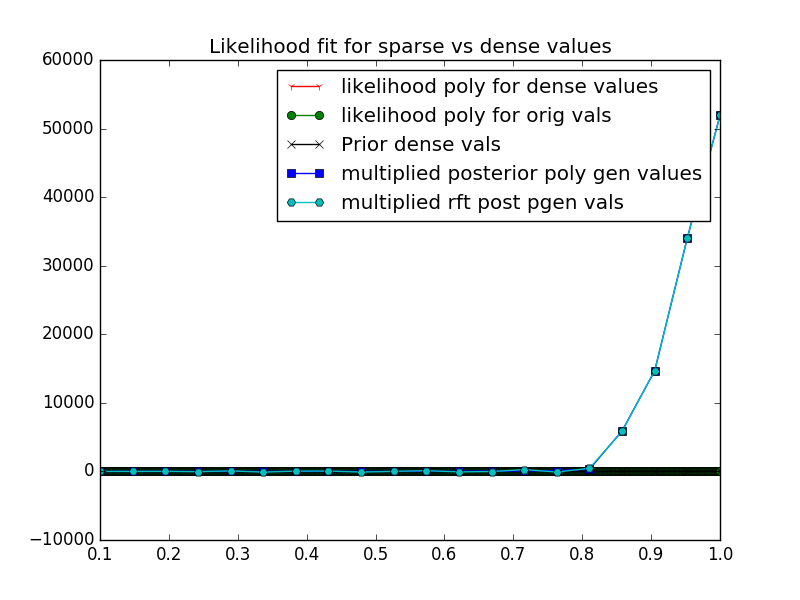 Likelihood fit for sparse vs dense values
60000
50000
40000
30000
20000
10000
0
−10000
likelihood poly for dense values
likelihood poly for orig vals
Prior dense vals
multiplied posterior poly gen values
multiplied rft post pgen vals
0.1 0.2 0.3 0.4 0.5 0.6 0.7 0.8 0.9 1.0